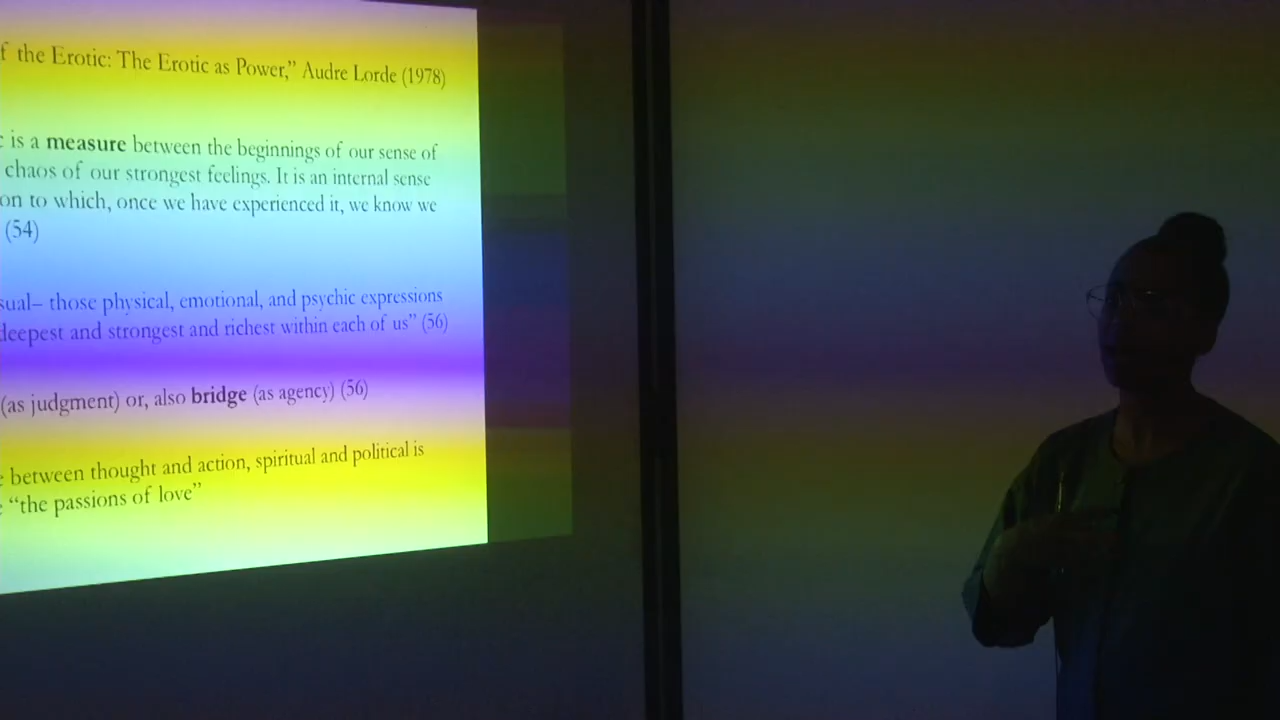 f the Erotic: The Erotic as Power,” Audre Lorde (1978)
is a measure between the beginnings of our sense of
chaos of our strongest feelings. It is an internal sense
on to which, once we have experienced it, we know we
(54)
sual– those physical, emotional, and psychic expressions
deepest and strongest and richest within each of us” (56)
(as judgment) or, also bridge (as agency) (56)
between thought and action, spiritual and political is
“the passions of love”